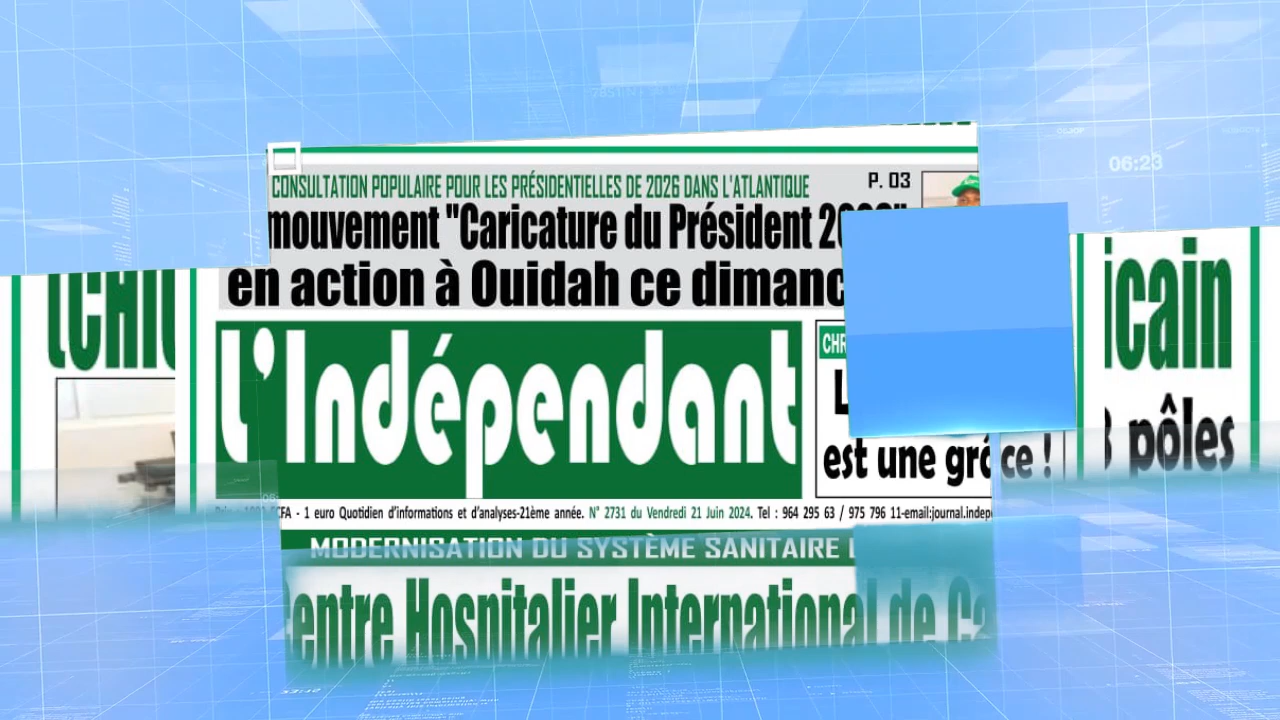 CONSULTATION POPULAIRE POUR LES PRÉSIDENTIELLES DE 2026 DANS L'ATLANTIQUE P. 03
mouvement "Caricature du Président
en action à Ouidah ce
L'Indépendant
est une grâce !
icain
pôles
- 1 euro Quotidien d'informations et d'analyses-21ème année. N° 2731 du Vendredi 21 Juin 2024. Tel : 964 295 63 / 975 796 11-email:journal.indep
MODERNISATION DU SYSTÈME SANITAIRE
entre Hospitalier International de
06:23